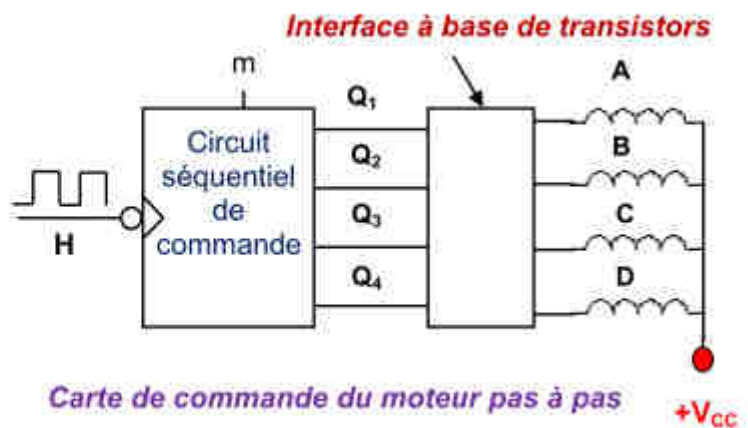 Interface à base de transistors
m
A
Q₁
Circuit
séquentiel
de
commande
B
Q₂
C
Q₃
H
D
Q₄
Carte de commande du moteur pas à pas
+Vcc